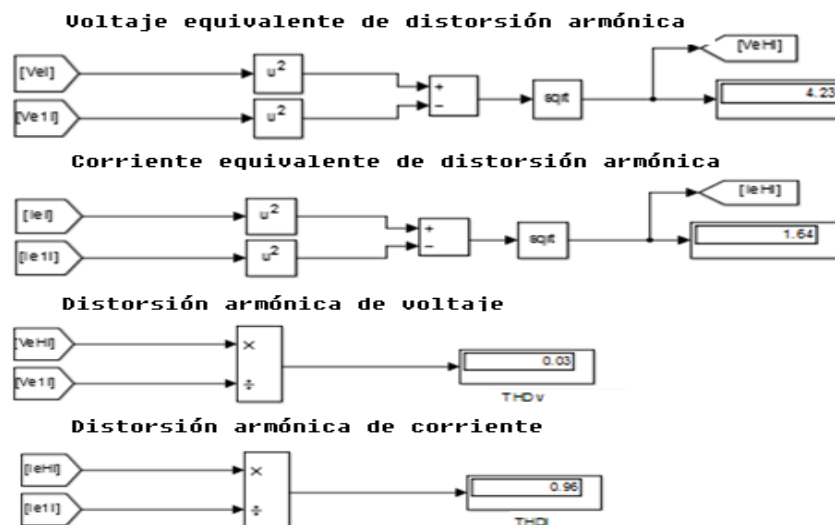 Voltaje equivalente de distorsión armónica
[VeHI]
[VeI]
u²
+
−
sqrt
4.23
[Ve1I]
u²
Corriente equivalente de distorsión armónica
[IeHI]
[IeI]
u²
+
−
sqrt
1.64
[Ie1I]
u²
Distorsión armónica de voltaje
[VeHI]
×
0.03
[Ve1I]
÷
THDv
Distorsión armónica de corriente
[IeHI]
×
0.96
[Ie1I]
÷
THDI